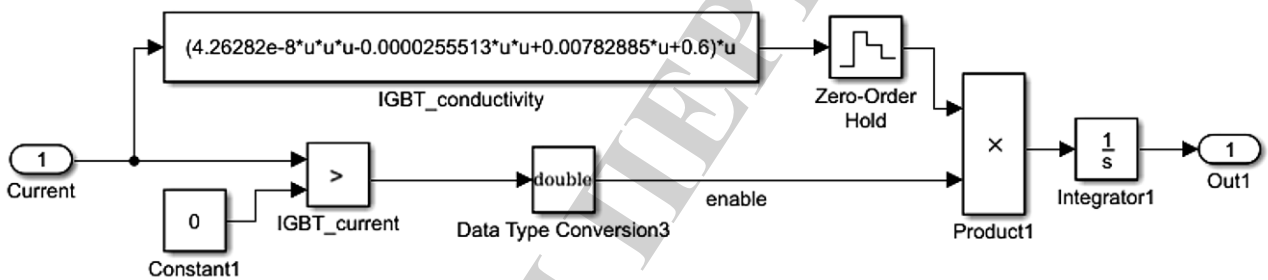 (4.26282e-8*u*u*u-0.0000255513*u*u+0.00782885*u+0.6)*u
IGBT_conductivity
Zero-Order
Hold
1
Current
0
Constant1
>
IGBT_current
double
Data Type Conversion3
enable
×
Product1
1
s
Integrator1
1
Out1